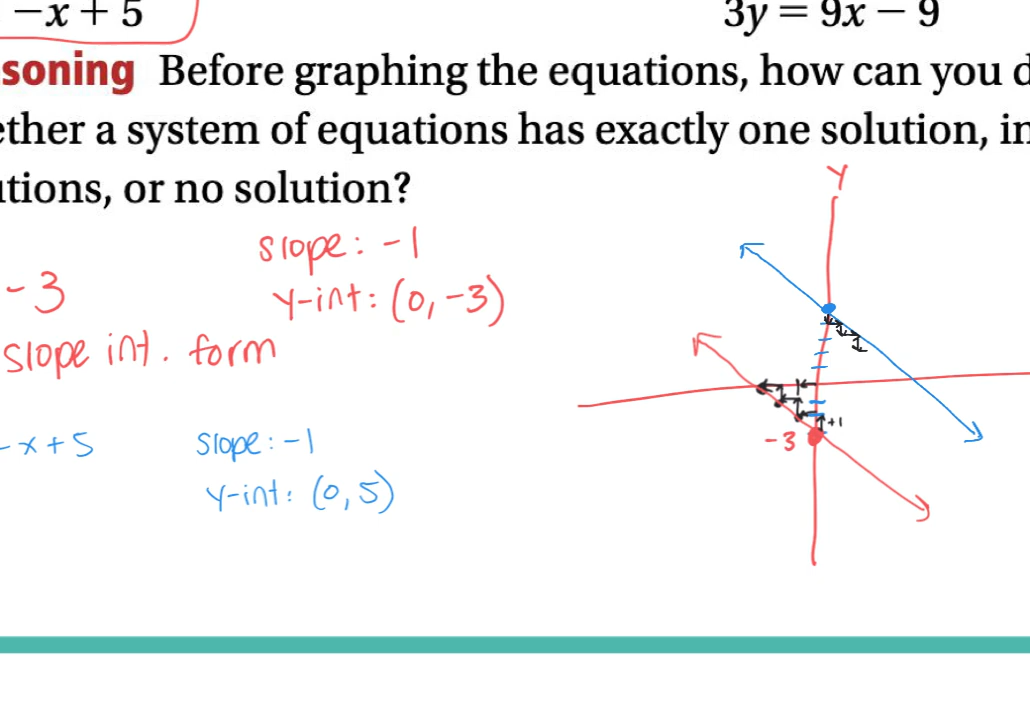 −x + 5
3y = 9x − 9
soning Before graphing the equations, how can you d
ether a system of equations has exactly one solution, in
tions, or no solution?
slope: -1
-3
y-int: (0, -3)
slope int. form
-x+5
slope: -1
y-int: (0, 5)
Y
+1
-3